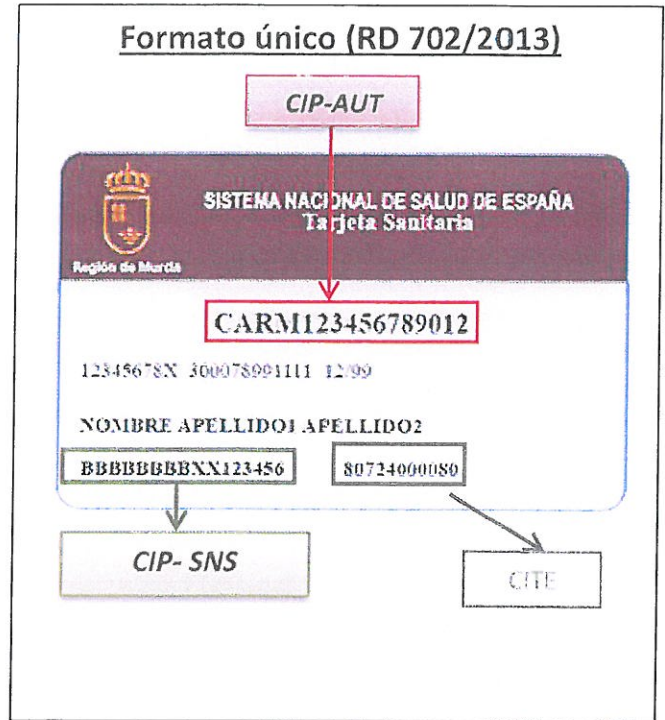 Formato único (RD 702/2013)
CIP-AUT
SISTEMA NACIONAL DE SALUD DE ESPAÑA
Tarjeta Sanitaria
Región de Murcia
CARM123456789012
12345678X 300078991111 12/99
NOMBRE APELLIDO1 APELLIDO2
BBBBBBBBXX123456 80724000080
CIP- SNS
CITE